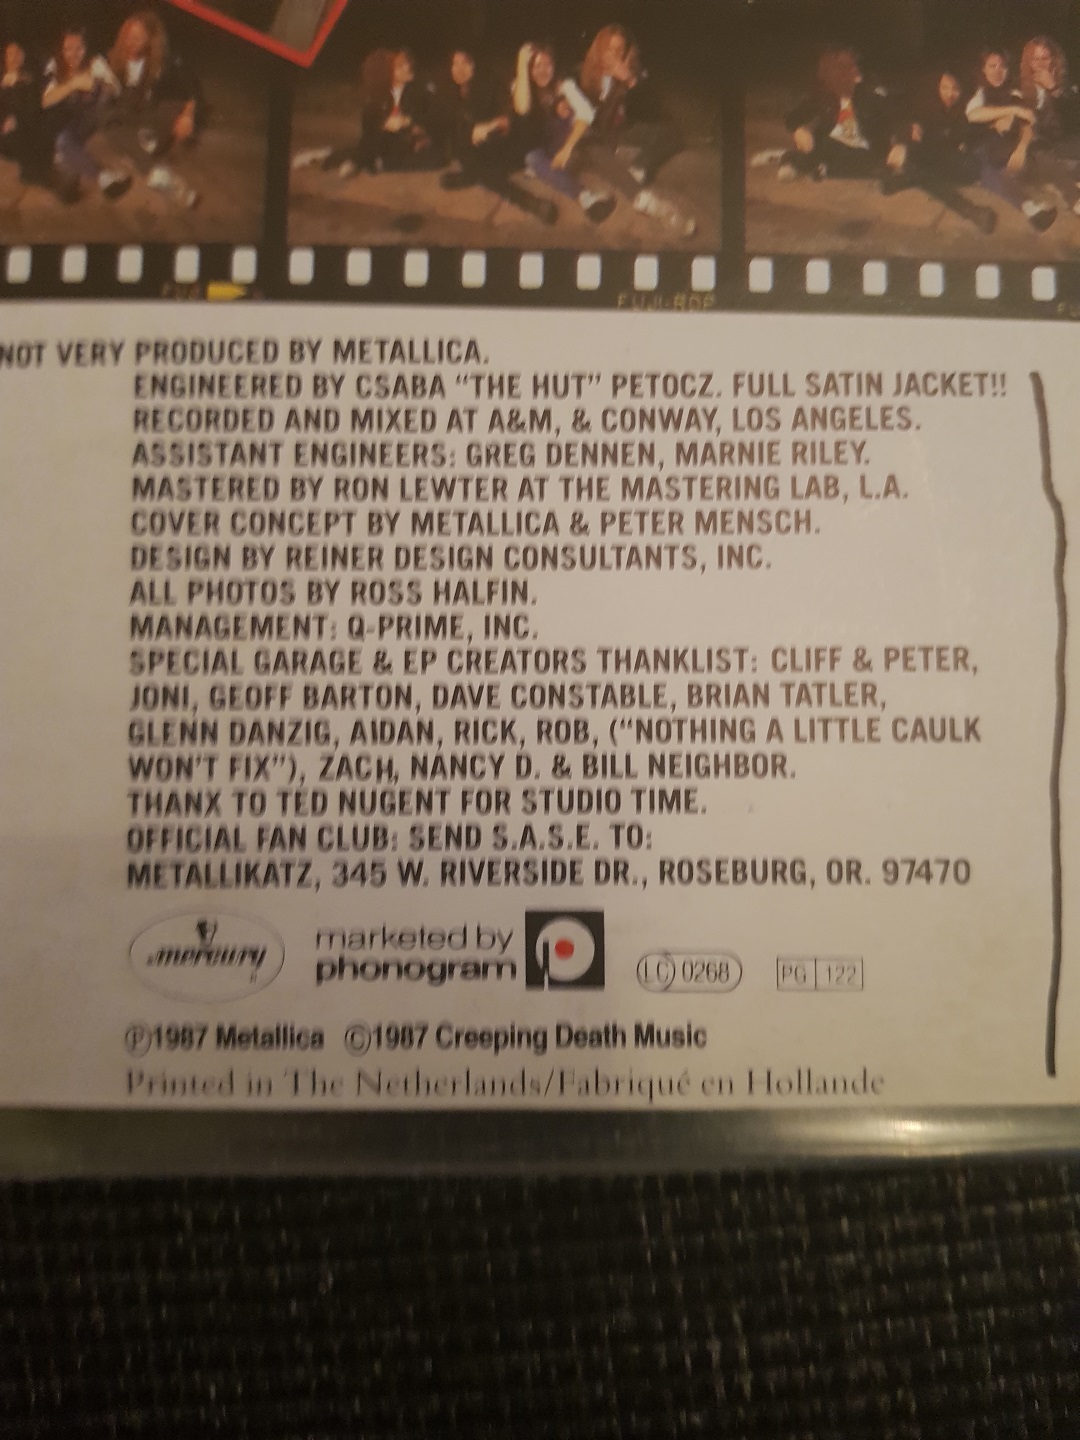 FUJI-RDP
NOT VERY PRODUCED BY METALLICA.
ENGINEERED BY CSABA "THE HUT" PETOCZ. FULL SATIN JACKET!!
RECORDED AND MIXED AT A&M, & CONWAY, LOS ANGELES.
ASSISTANT ENGINEERS: GREG DENNEN, MARNIE RILEY.
MASTERED BY RON LEWTER AT THE MASTERING LAB, L.A.
COVER CONCEPT BY METALLICA & PETER MENSCH.
DESIGN BY REINER DESIGN CONSULTANTS, INC.
ALL PHOTOS BY ROSS HALFIN.
MANAGEMENT: Q-PRIME, INC.
SPECIAL GARAGE & EP CREATORS THANKLIST: CLIFF & PETER,
JONI, GEOFF BARTON, DAVE CONSTABLE, BRIAN TATLER,
GLENN DANZIG, AIDAN, RICK, ROB, ("NOTHING A LITTLE CAULK
WON'T FIX"), ZACH, NANCY D. & BILL NEIGHBOR.
THANX TO TED NUGENT FOR STUDIO TIME.
OFFICIAL FAN CLUB: SEND S.A.S.E. TO:
METALLIKATZ, 345 W. RIVERSIDE DR., ROSEBURG, OR. 97470
mercury marketed by phonogram LC 0268 PG 122
℗1987 Metallica ©1987 Creeping Death Music
Printed in The Netherlands/Fabriqué en Hollande